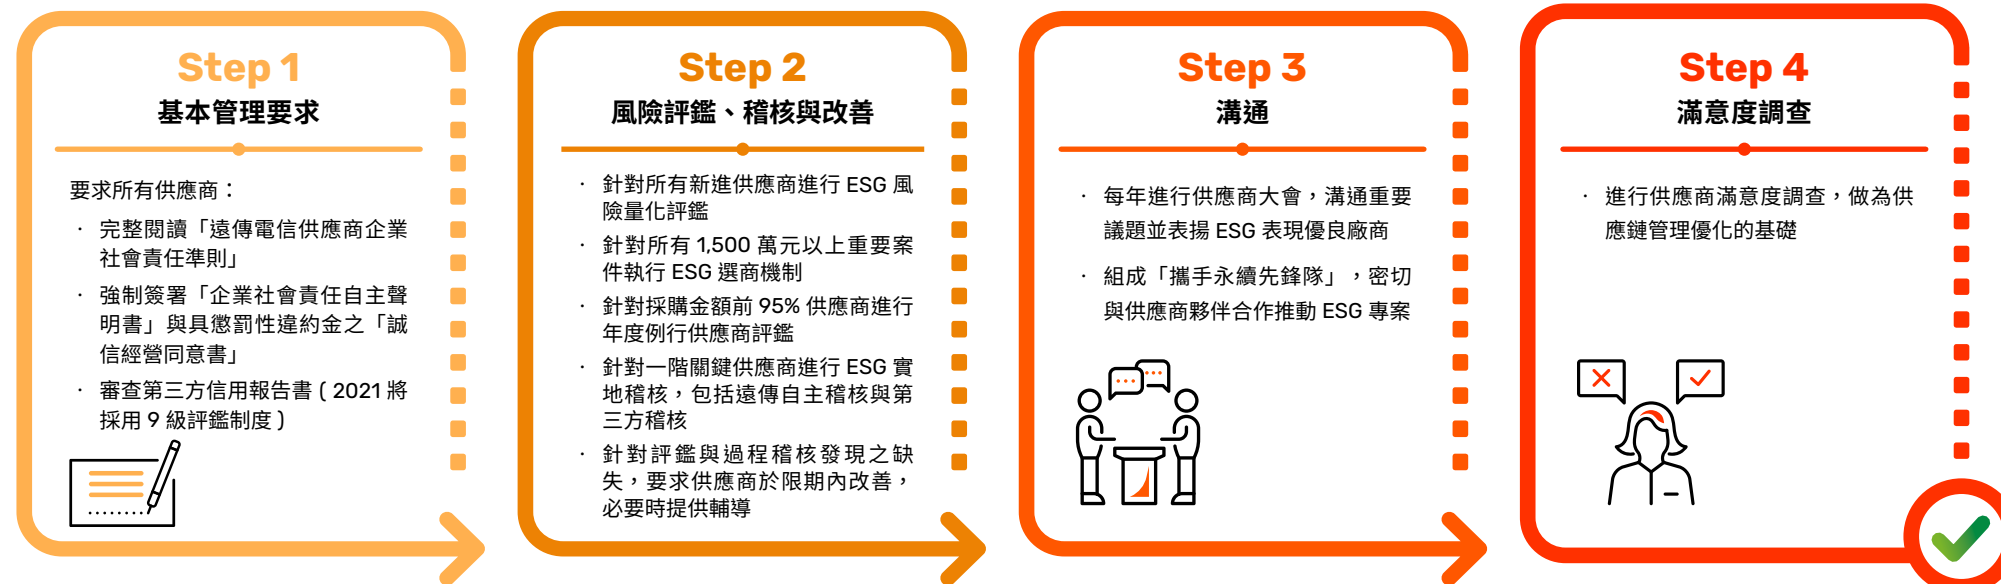 Step 1
基本管理要求
要求所有供應商：
· 完整閱讀「遠傳電信供應商企業
社會責任準則」
· 強制簽署「企業社會責任自主聲
明書」與具懲罰性違約金之「誠
信經營同意書」
· 審查第三方信用報告書 ( 2021 將
採用 9 級評鑑制度 )
Step 2
風險評鑑、稽核與改善
· 針對所有新進供應商進行 ESG 風
險量化評鑑
· 針對所有 1,500 萬元以上重要案
件執行 ESG 選商機制
· 針對採購金額前 95% 供應商進行
年度例行供應商評鑑
· 針對一階關鍵供應商進行 ESG 實
地稽核，包括遠傳自主稽核與第
三方稽核
· 針對評鑑與過程稽核發現之缺
失，要求供應商於限期內改善，
必要時提供輔導
Step 3
溝通
· 每年進行供應商大會，溝通重要
議題並表揚 ESG 表現優良廠商
· 組成「攜手永續先鋒隊」，密切
與供應商夥伴合作推動 ESG 專案
Step 4
滿意度調查
· 進行供應商滿意度調查，做為供
應鏈管理優化的基礎